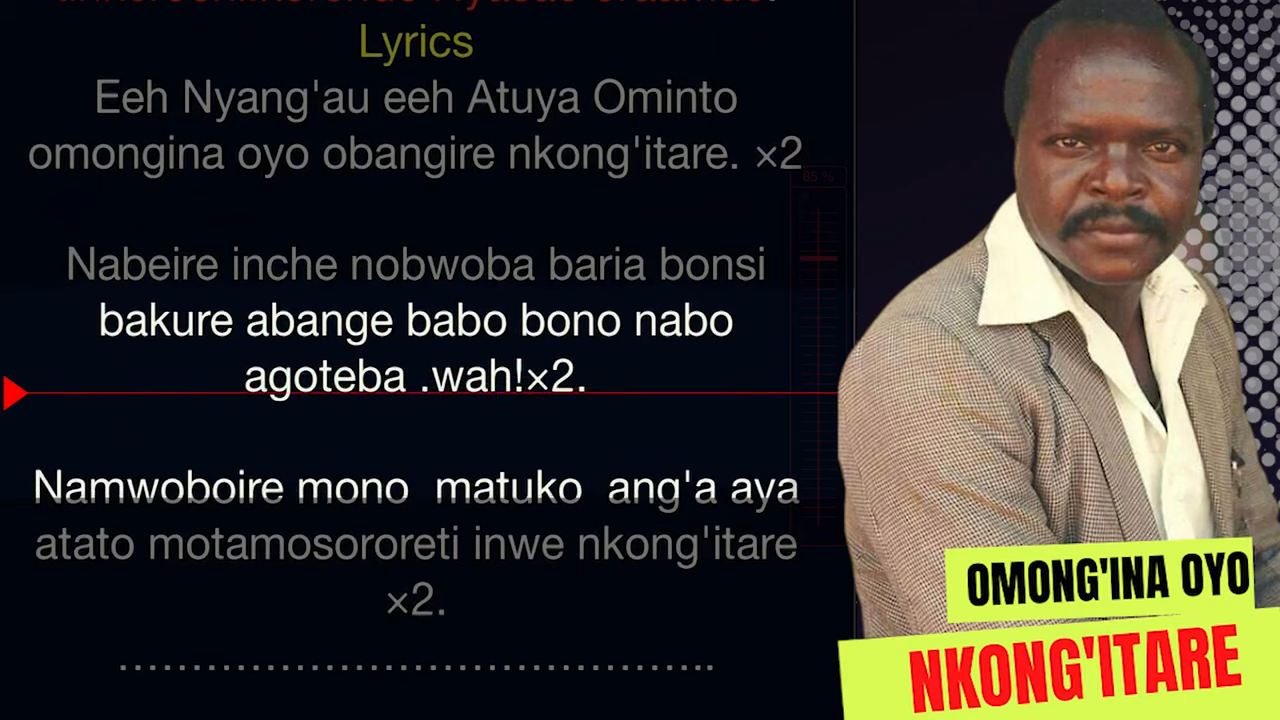 Lyrics
Eeh Nyang'au eeh Atuya Ominto
omongina oyo obangire nkong'itare. ×2
85 %
Nabeire inche nobwoba baria bonsi
bakure abange babo bono nabo
agoteba .wah!×2.
Namwoboire mono matuko ang'a aya
atato motamosororeti inwe nkong'itare
×2.
OMONG'INA OYO
NKONG'ITARE